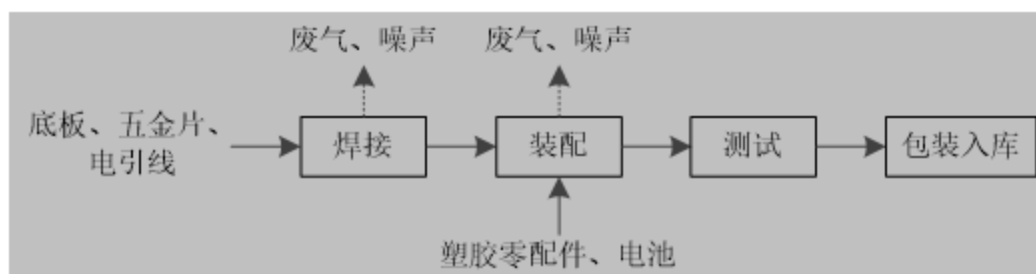 废气、噪声
废气、噪声
底板、五金片、
电引线
焊接
装配
测试
包装入库
塑胶零配件、电池